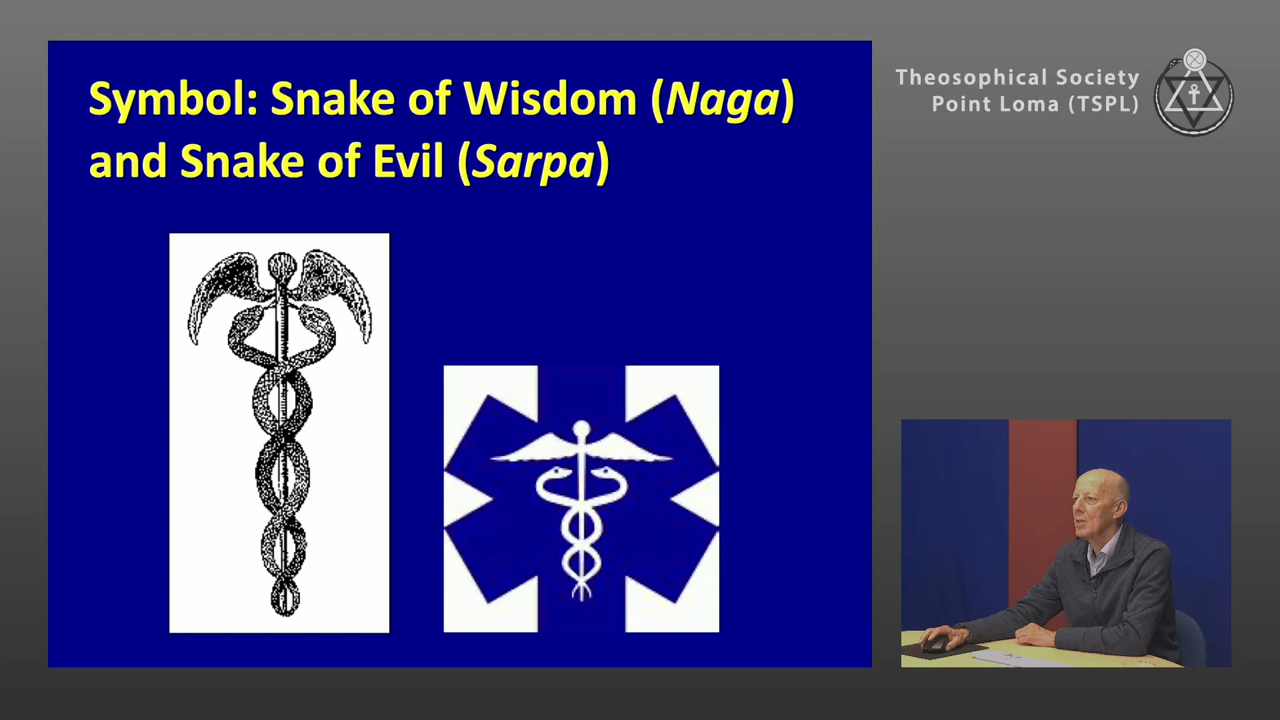 Symbol: Snake of Wisdom (Naga)
and Snake of Evil (Sarpa)
Theosophical Society
Point Loma (TSPL)